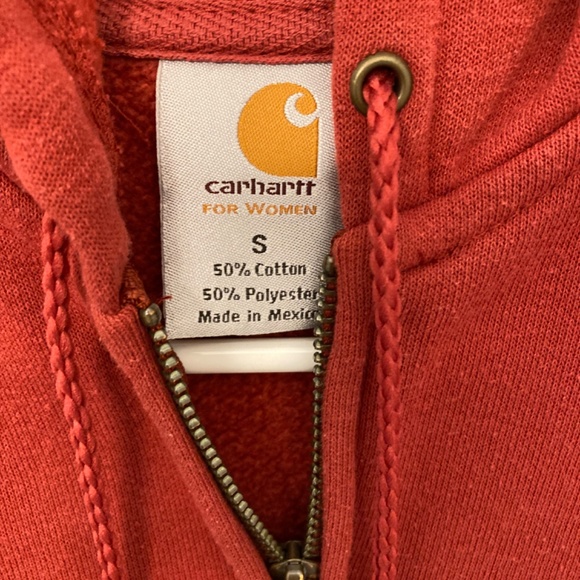 carhartt
FOR WOMEN
S
50% Cotton
50% Polyester
Made in Mexico